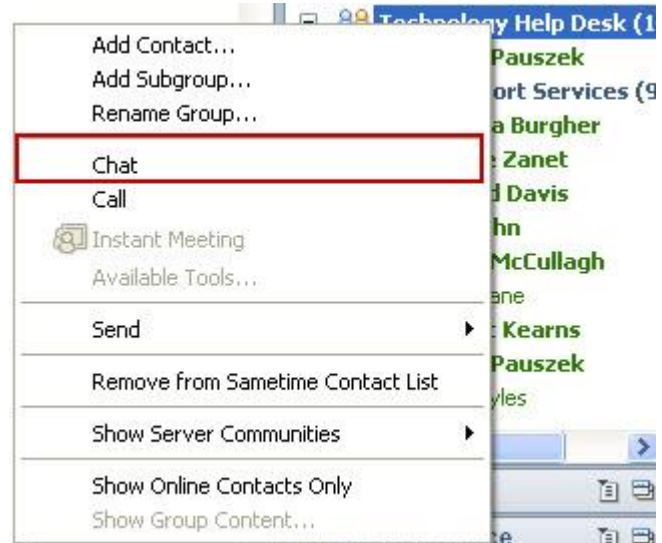 Technology Help Desk (1
Add Contact...
Pauszek
Add Subgroup...
ort Services (9
Rename Group...
a Burgher
Chat
Zanet
Call
d Davis
hn
Instant Meeting
McCullagh
Available Tools...
ane
Send
Kearns
Pauszek
Remove from Sametime Contact List
yles
Show Server Communities
Show Online Contacts Only
Show Group Content...
ce